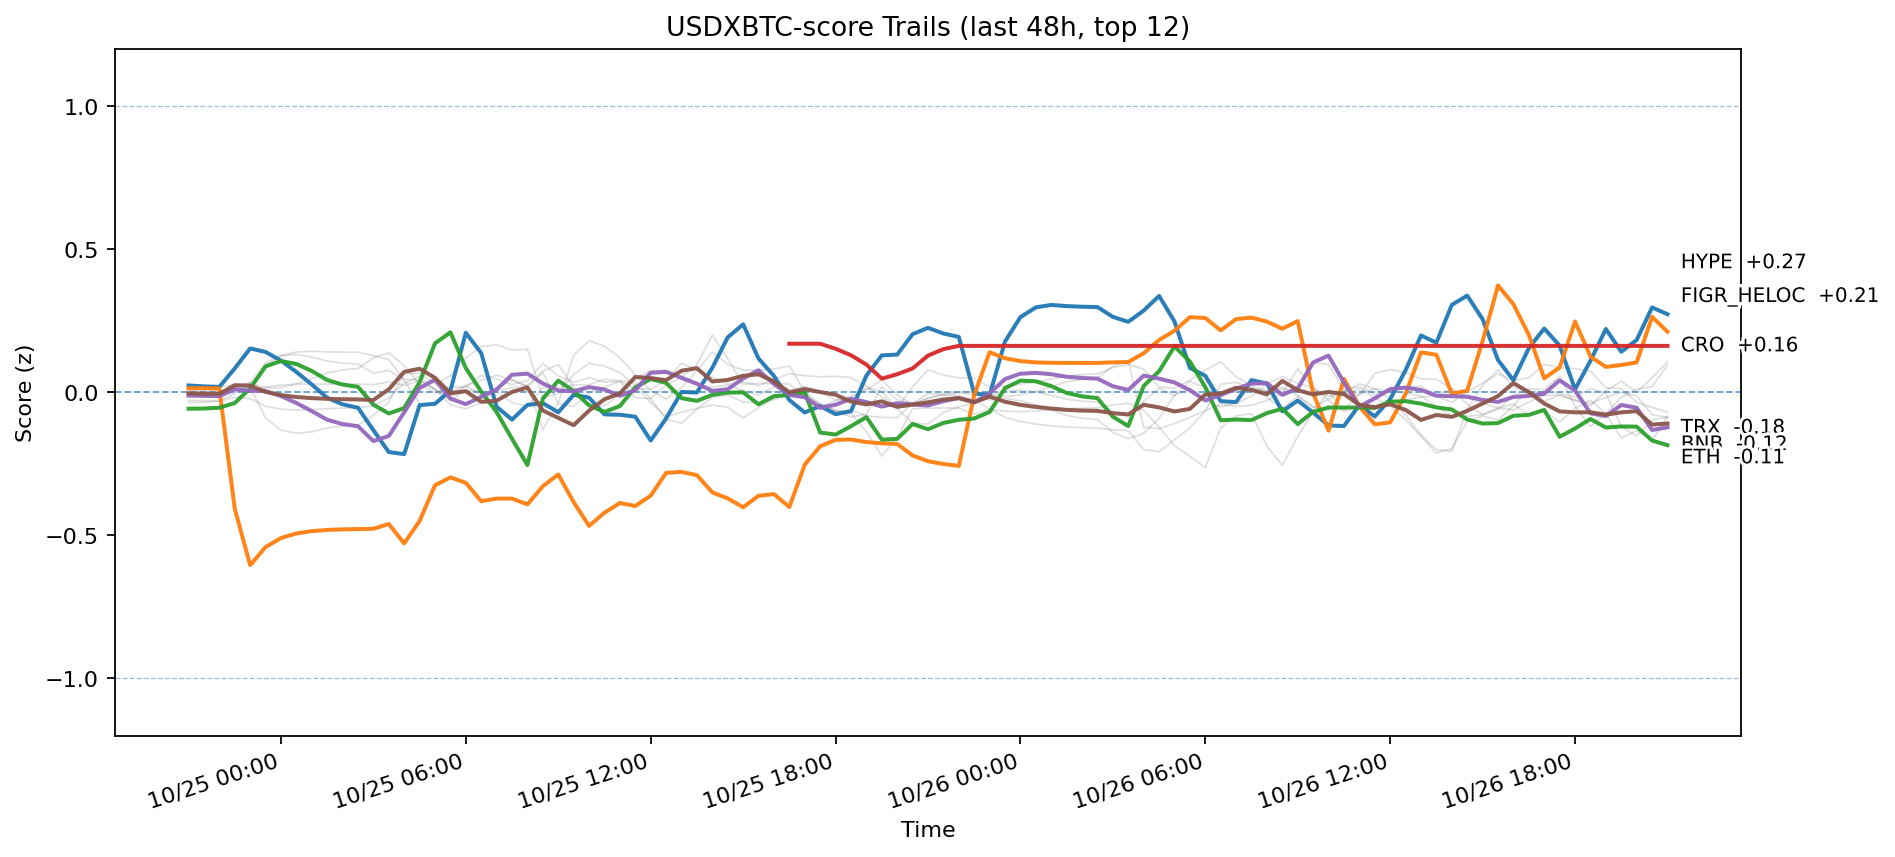 USDXBTC-score Trails (last 48h, top 12)
Score (z)
1.0
0.5
0.0
−0.5
−1.0
HYPE +0.27
FIGR_HELOC +0.21
CRO +0.16
TRX -0.18
BNB -0.12
ETH -0.11
10/25 00:00
10/25 06:00
10/25 12:00
10/25 18:00
10/26 00:00
10/26 06:00
10/26 12:00
10/26 18:00
Time